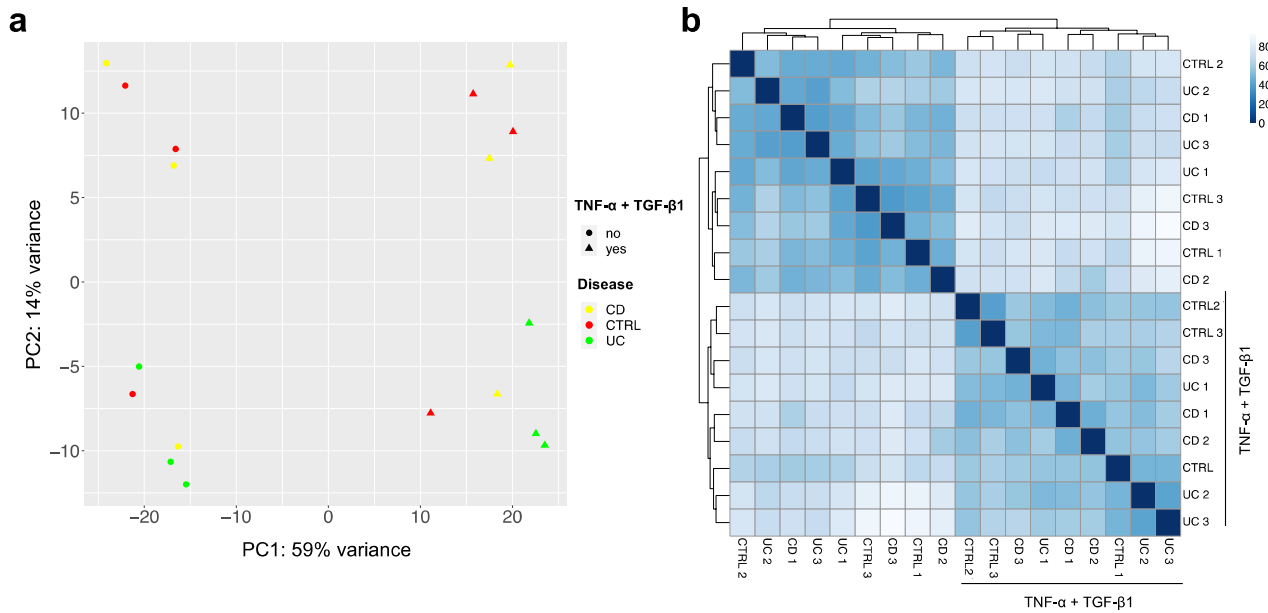 a
PC2: 14% variance
10
5
0
−5
−10
−20
−10
0
10
20
PC1: 59% variance
TNF-α + TGF-β1
no
yes
Disease
CD
CTRL
UC
b
80
60
40
20
0
CTRL 2
UC 2
CD 1
UC 3
UC 1
CTRL 3
CD 3
CTRL 1
CD 2
CTRL2
CTRL 3
CD 3
UC 1
CD 1
CD 2
CTRL
UC 2
UC 3
TNF-α + TGF-β1
CTRL 2
UC 2
CD 1
UC 3
UC 1
CTRL 3
CD 3
CTRL 1
CD 2
CTRL2
CTRL 3
CD 3
UC 1
CD 1
CD 2
CTRL 1
UC 2
UC 3
TNF-α + TGF-β1